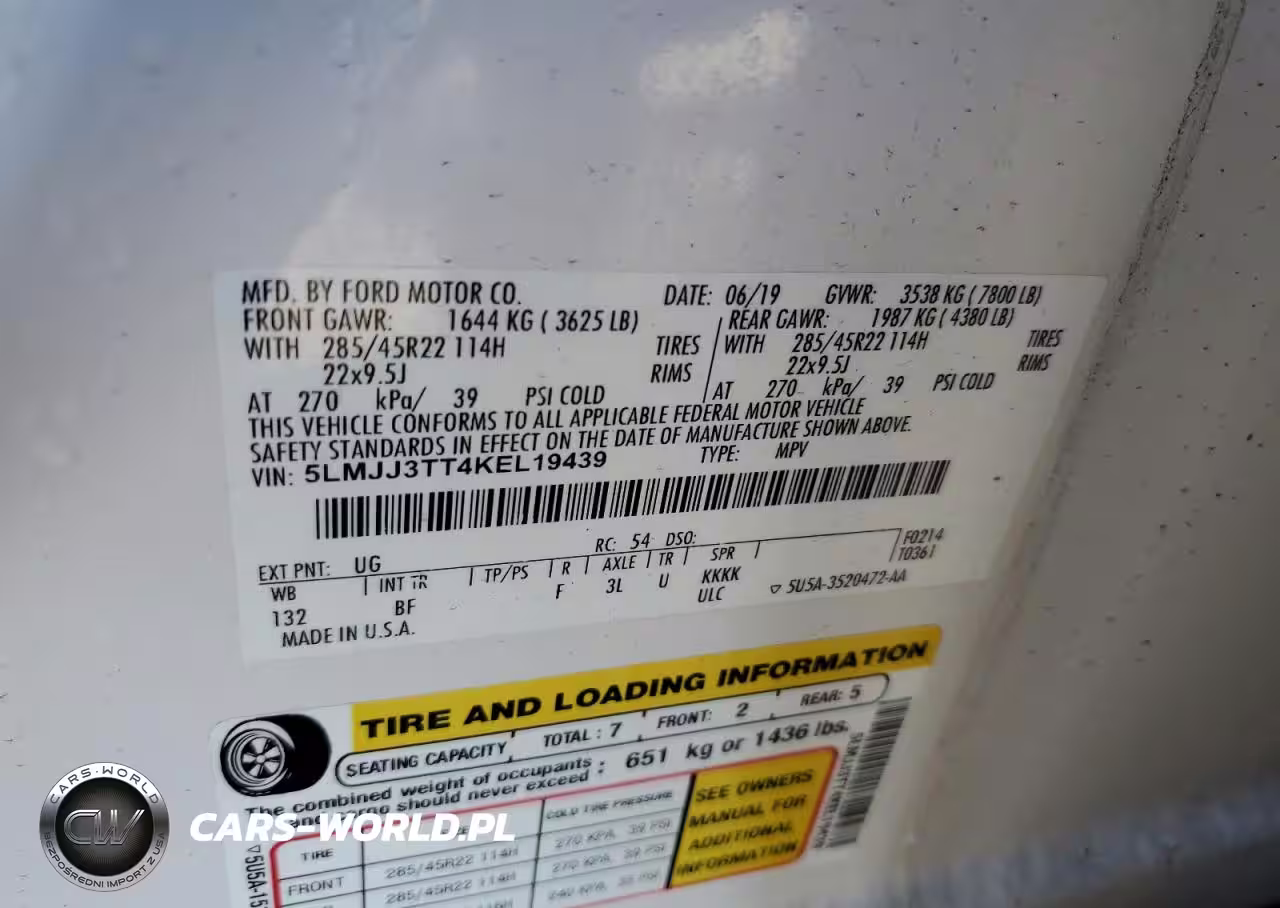 MFD. BY FORD MOTOR CO. DATE: 06/19 GVWR: 3538 KG ( 7800 LB)
FRONT GAWR: 1644 KG ( 3625 LB) REAR GAWR: 1987 KG ( 4380 LB)
WITH 285/45R22 114H TIRES WITH 285/45R22 114H TIRES
22x9.5J RIMS 22x9.5J RIMS
AT 270 kPa/ 39 PSI COLD AT 270 kPa/ 39 PSI COLD
THIS VEHICLE CONFORMS TO ALL APPLICABLE FEDERAL MOTOR VEHICLE
SAFETY STANDARDS IN EFFECT ON THE DATE OF MANUFACTURE SHOWN ABOVE.
VIN: 5LMJJ3TT4KEL19439 TYPE: MPV
EXT PNT: UG RC: 54 DSO: F0214
WB INT TR TP/PS R AXLE TR SPR T0361
132 BF F 3L U KKKK
ULC ▽ 5U5A-3520472-AA
MADE IN U.S.A.
TIRE AND LOADING INFORMATION
SEATING CAPACITY TOTAL : 7 FRONT: 2 REAR: 5
The combined weight of occupants and cargo should never exceed : 651 kg or 1436 lbs.
TIRE COLD TIRE PRESSURE
FRONT 285/45R22 114H 270 KPA, 39 PSI
285/45R22 114H 270 KPA, 39 PSI
SEE OWNERS
MANUAL FOR
ADDITIONAL
INFORMATION
▽5U5A-15
CARS-WORLD
CW
BEZPOŚREDNI IMPORT Z USA
CARS-WORLD.PL